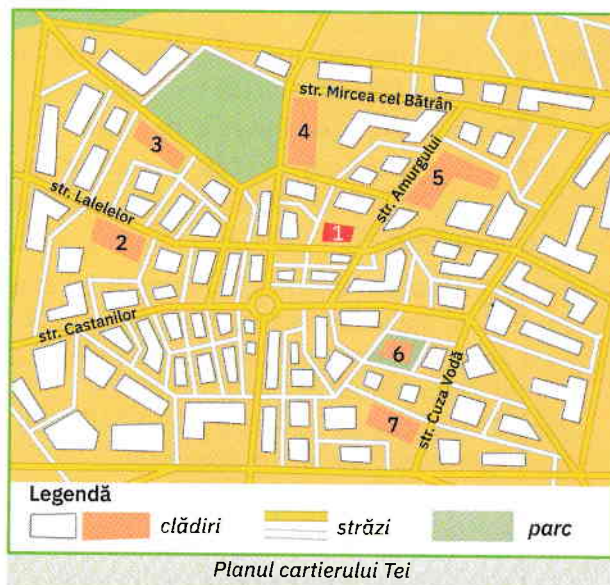 str. Mircea cel Bătrân
4
3
str. Amurgului
5
str. Lalelelor
1
2
str. Castanilor
6
str. Cuza Vodă
7
Legendă
clădiri
străzi
parc
Planul cartierului Tei